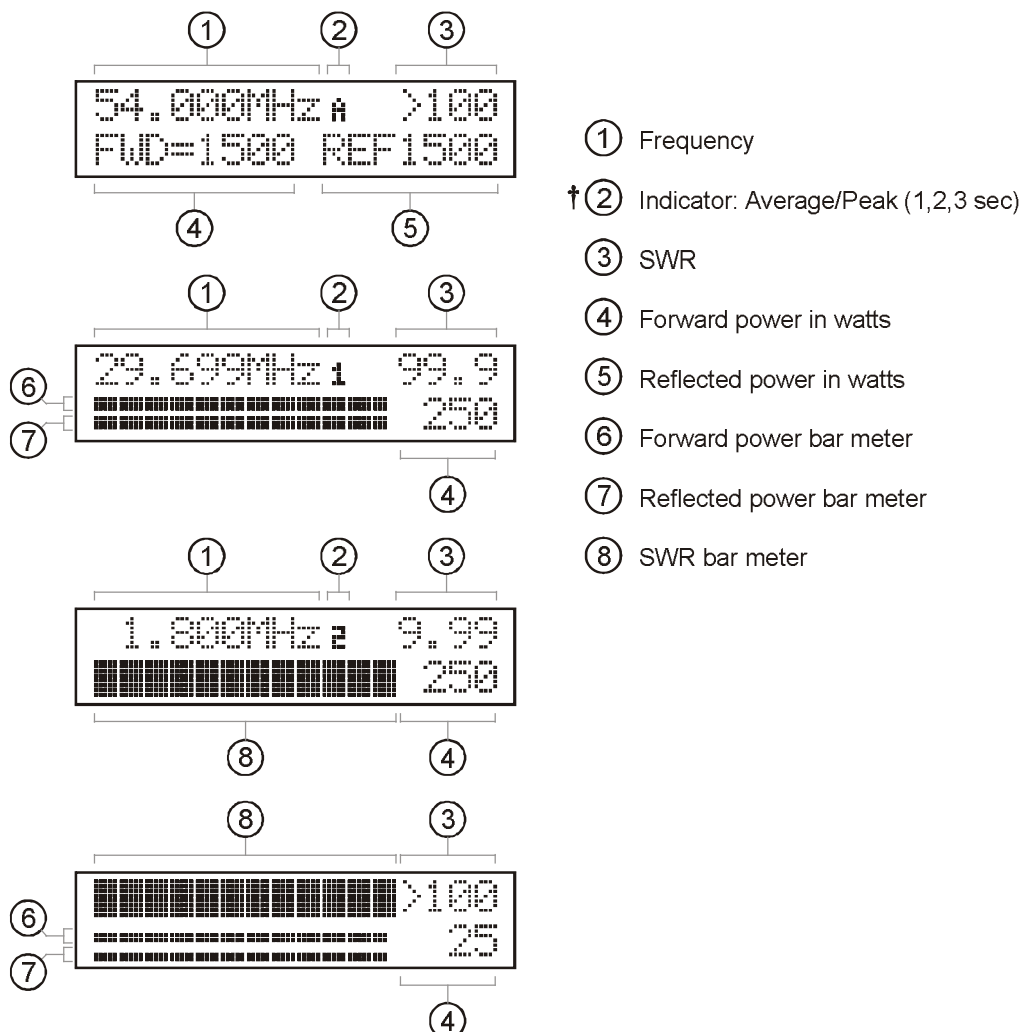 ① ② ③
54.000MHz A >100
FWD=1500 REF1500
④ ⑤
① ② ③
⑥ 29.699MHz 1 99.9
⑦ 250
④
① ② ③
1.800MHz 2 9.99
250
⑧ ④
⑧ ③
>100
⑥ 25
⑦
④
① Frequency
†② Indicator: Average/Peak (1,2,3 sec)
③ SWR
④ Forward power in watts
⑤ Reflected power in watts
⑥ Forward power bar meter
⑦ Reflected power bar meter
⑧ SWR bar meter